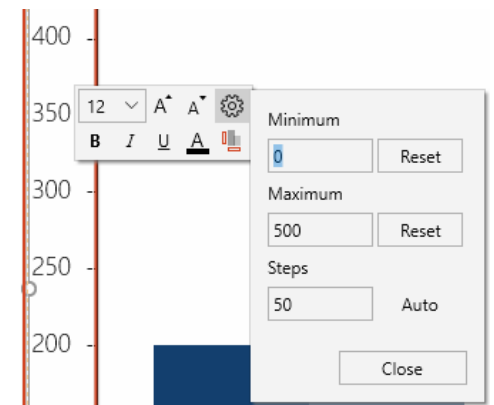 400
350
300
250
200
12 A A
B I U A
Minimum
0 Reset
Maximum
500 Reset
Steps
50 Auto
Close